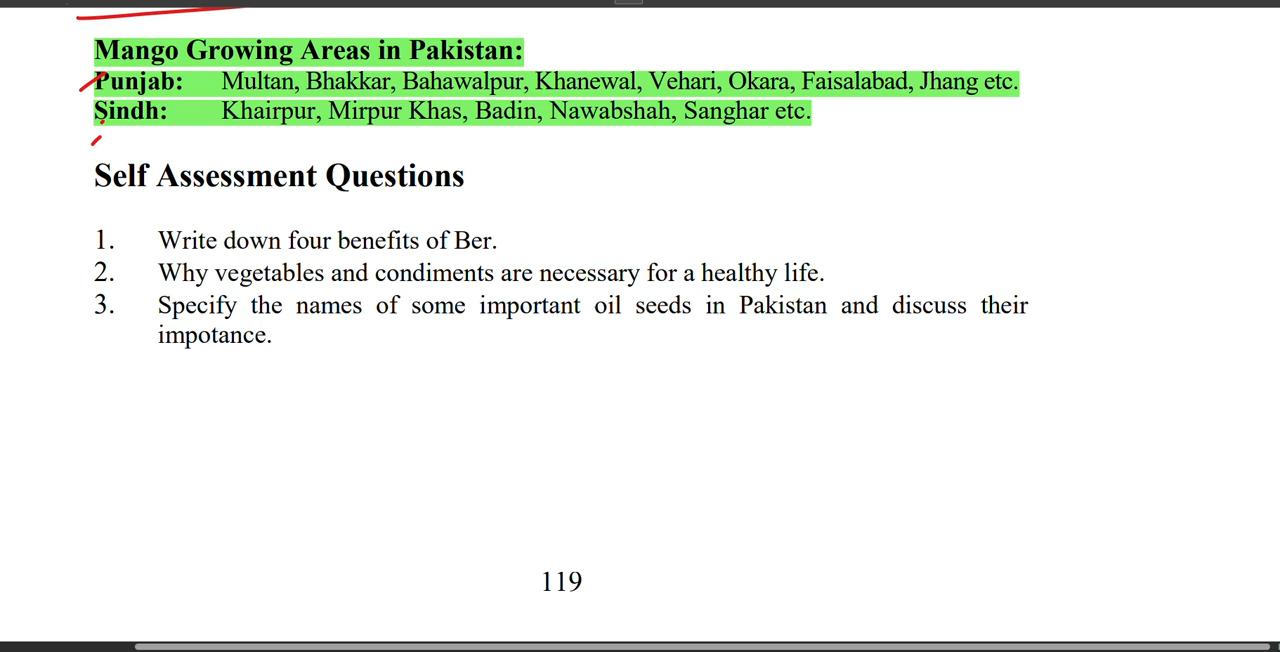 Mango Growing Areas in Pakistan:
Punjab: Multan, Bhakkar, Bahawalpur, Khanewal, Vehari, Okara, Faisalabad, Jhang etc.
Sindh: Khairpur, Mirpur Khas, Badin, Nawabshah, Sanghar etc.
Self Assessment Questions
1. Write down four benefits of Ber.
2. Why vegetables and condiments are necessary for a healthy life.
3. Specify the names of some important oil seeds in Pakistan and discuss their
impotance.
119